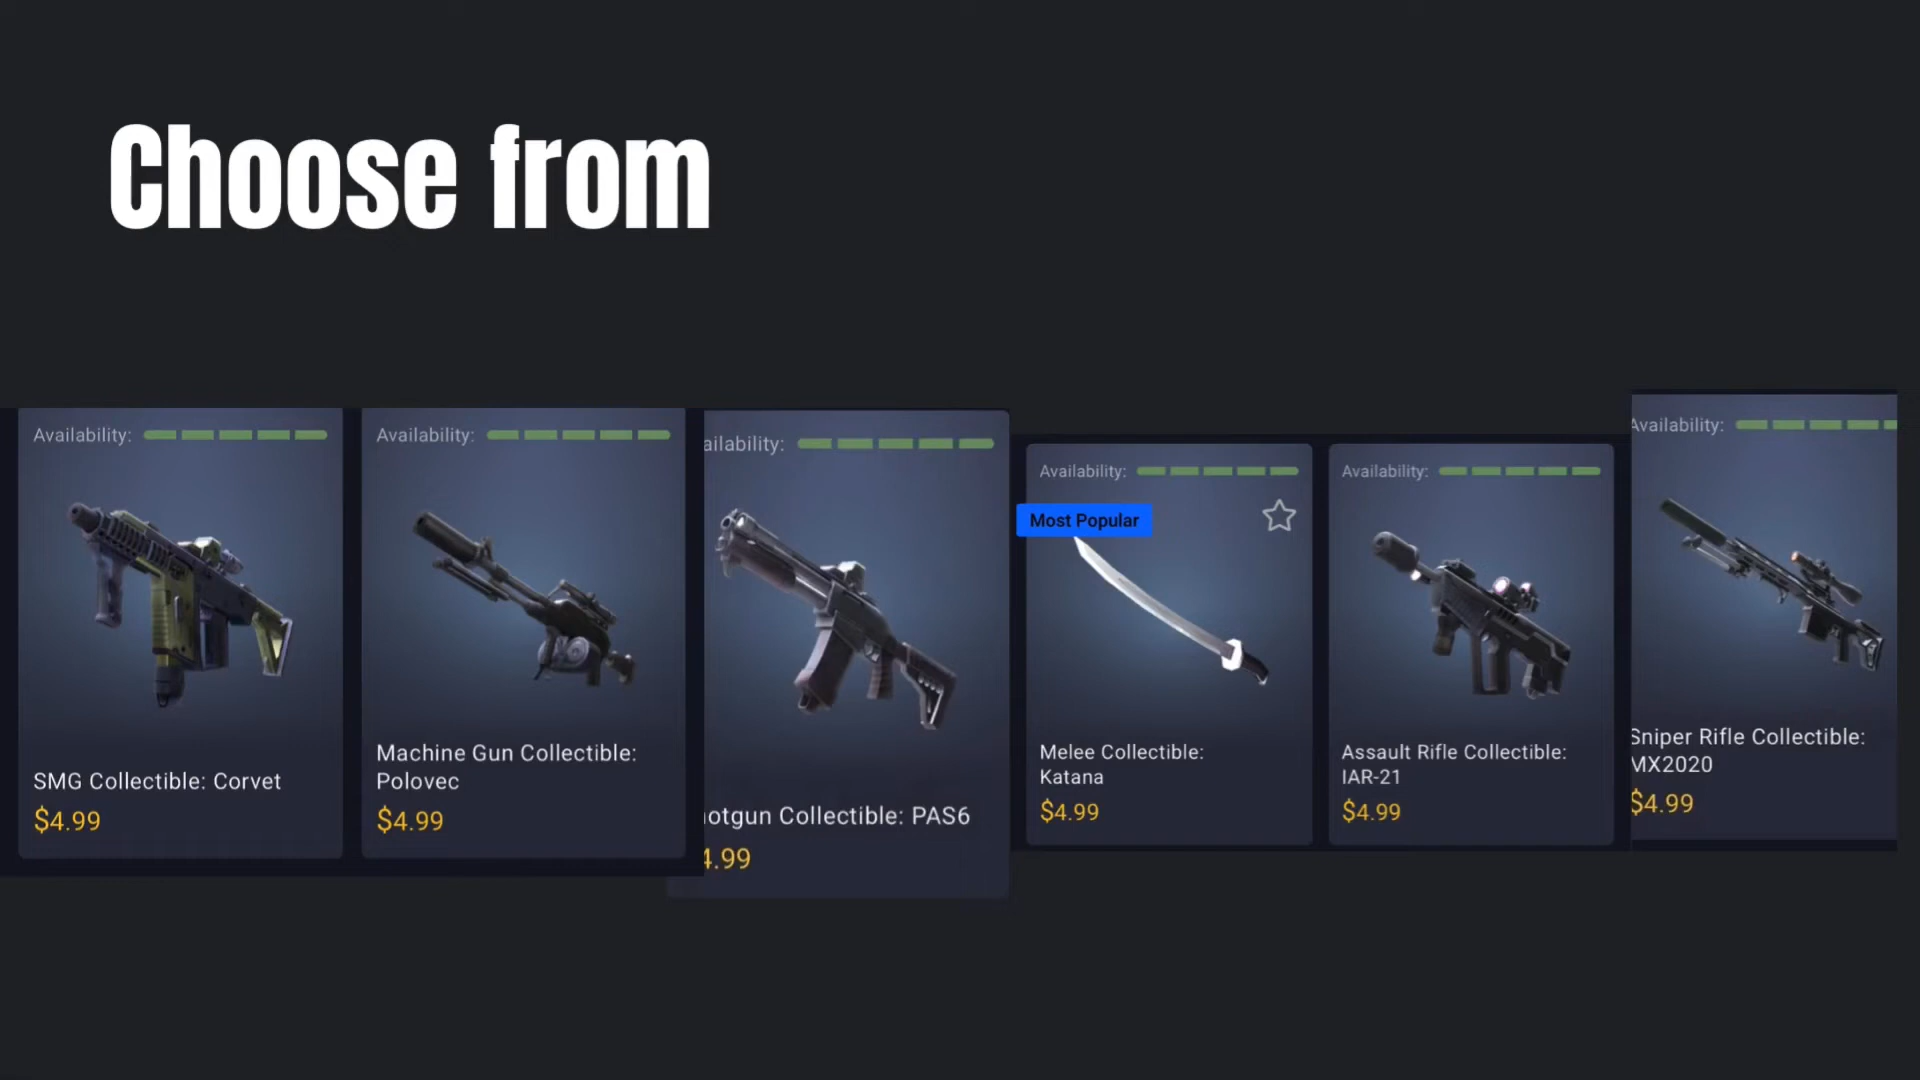 Choose from
Availability:
SMG Collectible: Corvet
$4.99
Availability:
Machine Gun Collectible:
Polovec
$4.99
ailability:
otgun Collectible: PAS6
4.99
Availability:
Most Popular
Melee Collectible:
Katana
$4.99
Availability:
Assault Rifle Collectible:
IAR-21
$4.99
Availability:
Sniper Rifle Collectible:
MX2020
$4.99